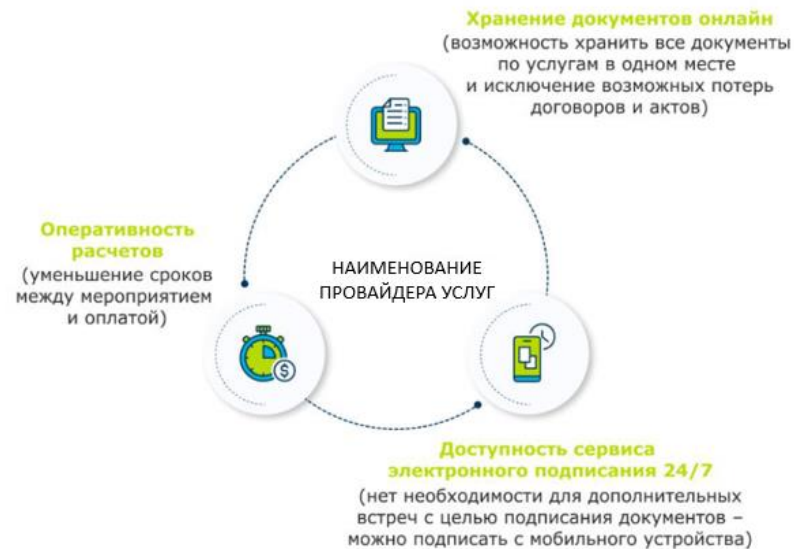 Хранение документов онлайн
(возможность хранить все документы
по услугам в одном месте
и исключение возможных потерь
договоров и актов)
Оперативность
расчетов
(уменьшение сроков
между мероприятием
и оплатой)
НАИМЕНОВАНИЕ
ПРОВАЙДЕРА УСЛУГ
$
Доступность сервиса
электронного подписания 24/7
(нет необходимости для дополнительных
встреч с целью подписания документов –
можно подписать с мобильного устройства)